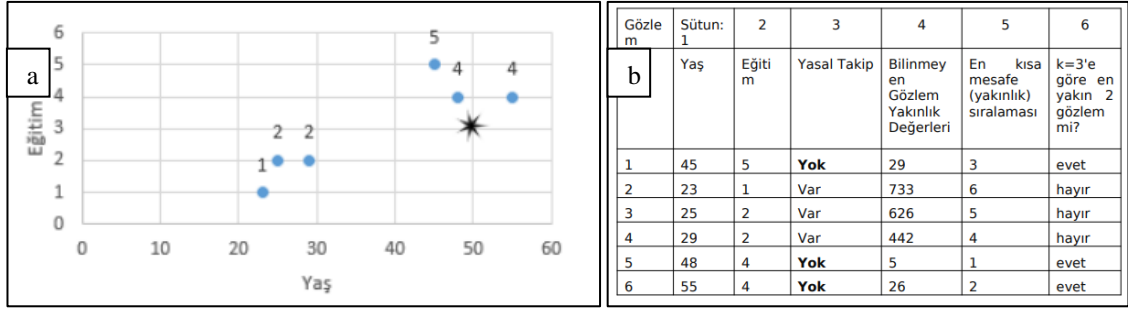 a
6
5
4
3
2
1
0
Eğitim
5
4 4
2 2
1
0 10 20 30 40 50 60
Yaş
b
Gözle
m
Sütun:
1
2
3
4
5
6
Yaş
Eğiti
m
Yasal Takip
Bilinmey
en
Gözlem
Yakınlık
Değerleri
En kısa
mesafe
(yakınlık)
sıralaması
k=3'e
göre en
yakın 2
gözlem
mi?
1 45 5 Yok 29 3 evet
2 23 1 Var 733 6 hayır
3 25 2 Var 626 5 hayır
4 29 2 Var 442 4 hayır
5 48 4 Yok 5 1 evet
6 55 4 Yok 26 2 evet